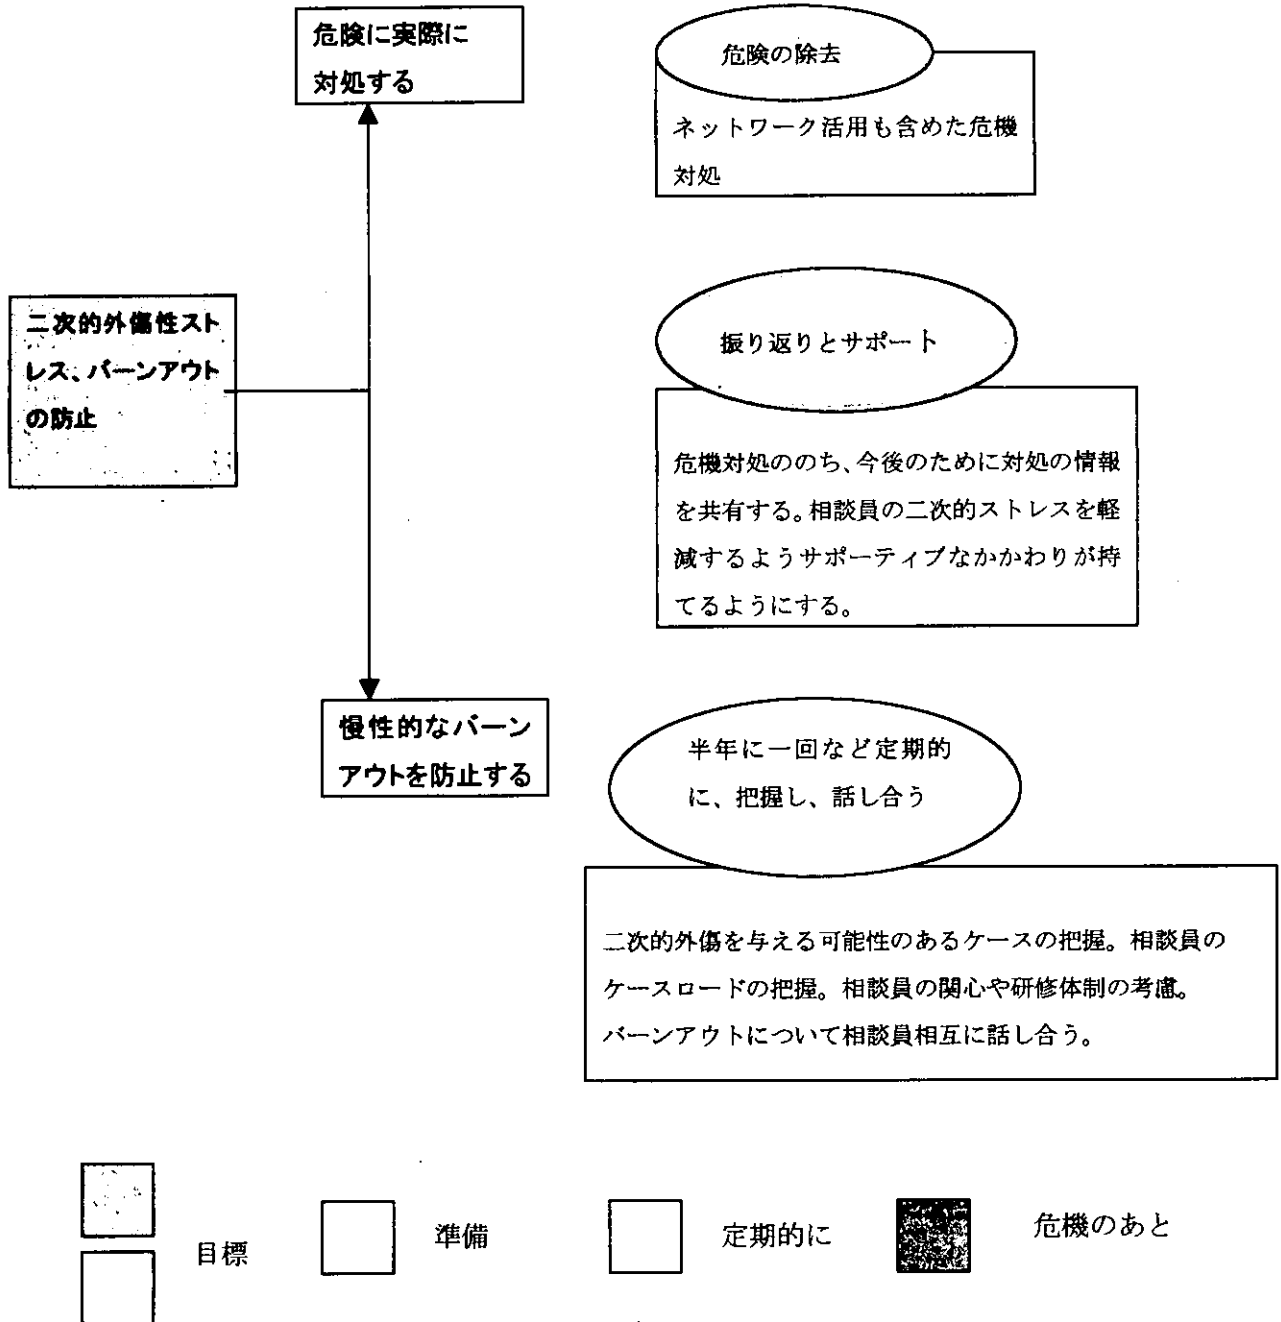 危険に実際に
対処する
危険の除去
ネットワーク活用も含めた危機
対処
二次的外傷性スト
レス、バーンアウト
の防止
振り返りとサポート
危機対処ののち、今後のために対処の情報
を共有する。相談員の二次的ストレスを軽
減するようサポーティブなかかわりが持
てるようにする。
慢性的なバーン
アウトを防止する
半年に一回など定期的
に、把握し、話し合う
二次的外傷を与える可能性のあるケースの把握。相談員の
ケースロードの把握。相談員の関心や研修体制の考慮。
バーンアウトについて相談員相互に話し合う。
目標
準備
定期的に
危機のあと